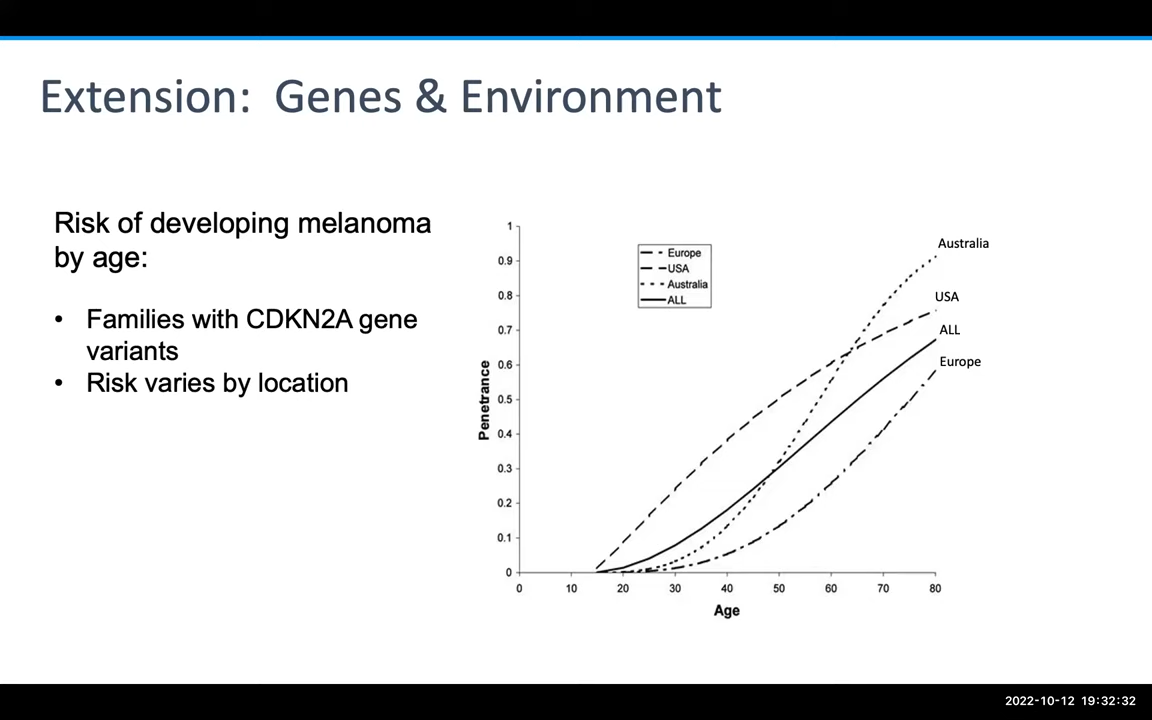 Extension: Genes & Environment
Risk of developing melanoma
by age:
• Families with CDKN2A gene
variants
• Risk varies by location
1
0.9
0.8
0.7
0.6
0.5
0.4
0.3
0.2
0.1
0
Penetrance
0 10 20 30 40 50 60 70 80
Age
Europe
USA
Australia
ALL
Australia
USA
ALL
Europe
2022-10-12 19:32:32